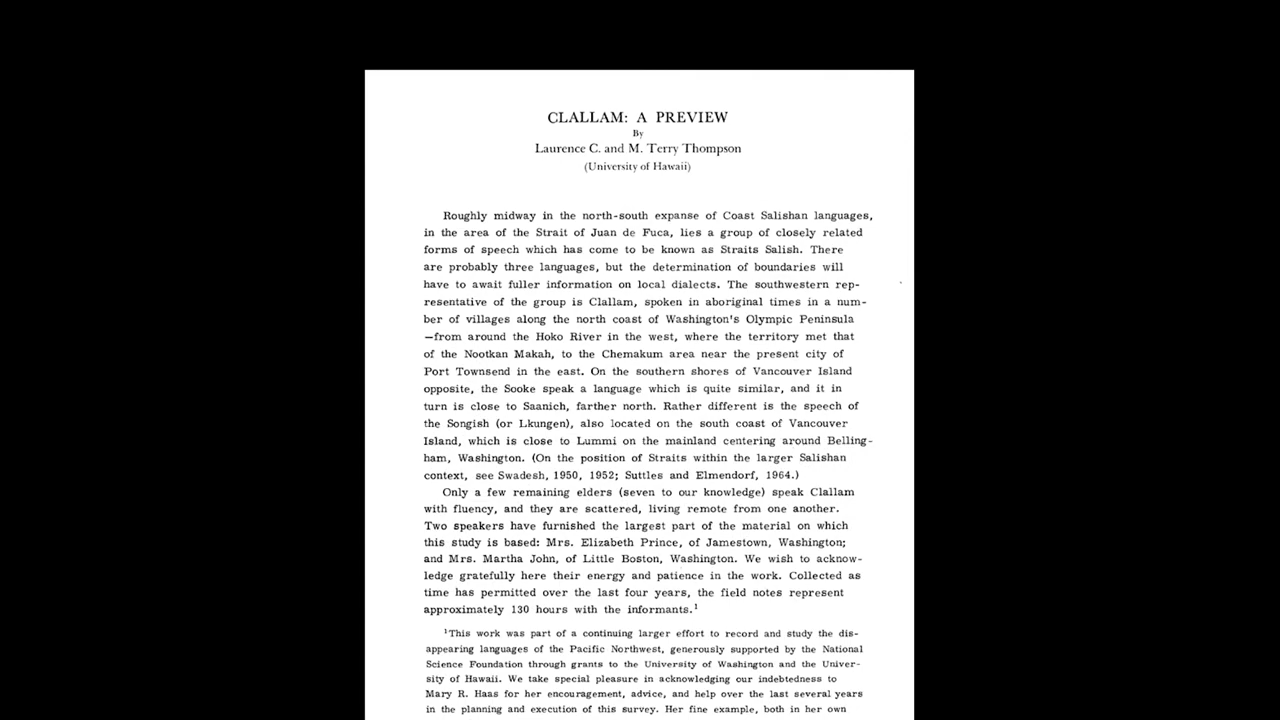 CLALLAM: A PREVIEW
By
Laurence C. and M. Terry Thompson
(University of Hawaii)
Roughly midway in the north-south expanse of Coast Salishan languages,
in the area of the Strait of Juan de Fuca, lies a group of closely related
forms of speech which has come to be known as Straits Salish. There
are probably three languages, but the determination of boundaries will
have to await fuller information on local dialects. The southwestern rep-
resentative of the group is Clallam, spoken in aboriginal times in a num-
ber of villages along the north coast of Washington's Olympic Peninsula
—from around the Hoko River in the west, where the territory met that
of the Nootkan Makah, to the Chemakum area near the present city of
Port Townsend in the east. On the southern shores of Vancouver Island
opposite, the Sooke speak a language which is quite similar, and it in
turn is close to Saanich, farther north. Rather different is the speech of
the Songish (or Lkungen), also located on the south coast of Vancouver
Island, which is close to Lummi on the mainland centering around Belling-
ham, Washington. (On the position of Straits within the larger Salishan
context, see Swadesh, 1950, 1952; Suttles and Elmendorf, 1964.)
Only a few remaining elders (seven to our knowledge) speak Clallam
with fluency, and they are scattered, living remote from one another.
Two speakers have furnished the largest part of the material on which
this study is based: Mrs. Elizabeth Prince, of Jamestown, Washington;
and Mrs. Martha John, of Little Boston, Washington. We wish to acknow-
ledge gratefully here their energy and patience in the work. Collected as
time has permitted over the last four years, the field notes represent
approximately 130 hours with the informants.¹
¹This work was part of a continuing larger effort to record and study the dis-
appearing languages of the Pacific Northwest, generously supported by the National
Science Foundation through grants to the University of Washington and the Univer-
sity of Hawaii. We take special pleasure in acknowledging our indebtedness to
Mary R. Haas for her encouragement, advice, and help over the last several years
in the planning and execution of this survey. Her fine example, both in her own